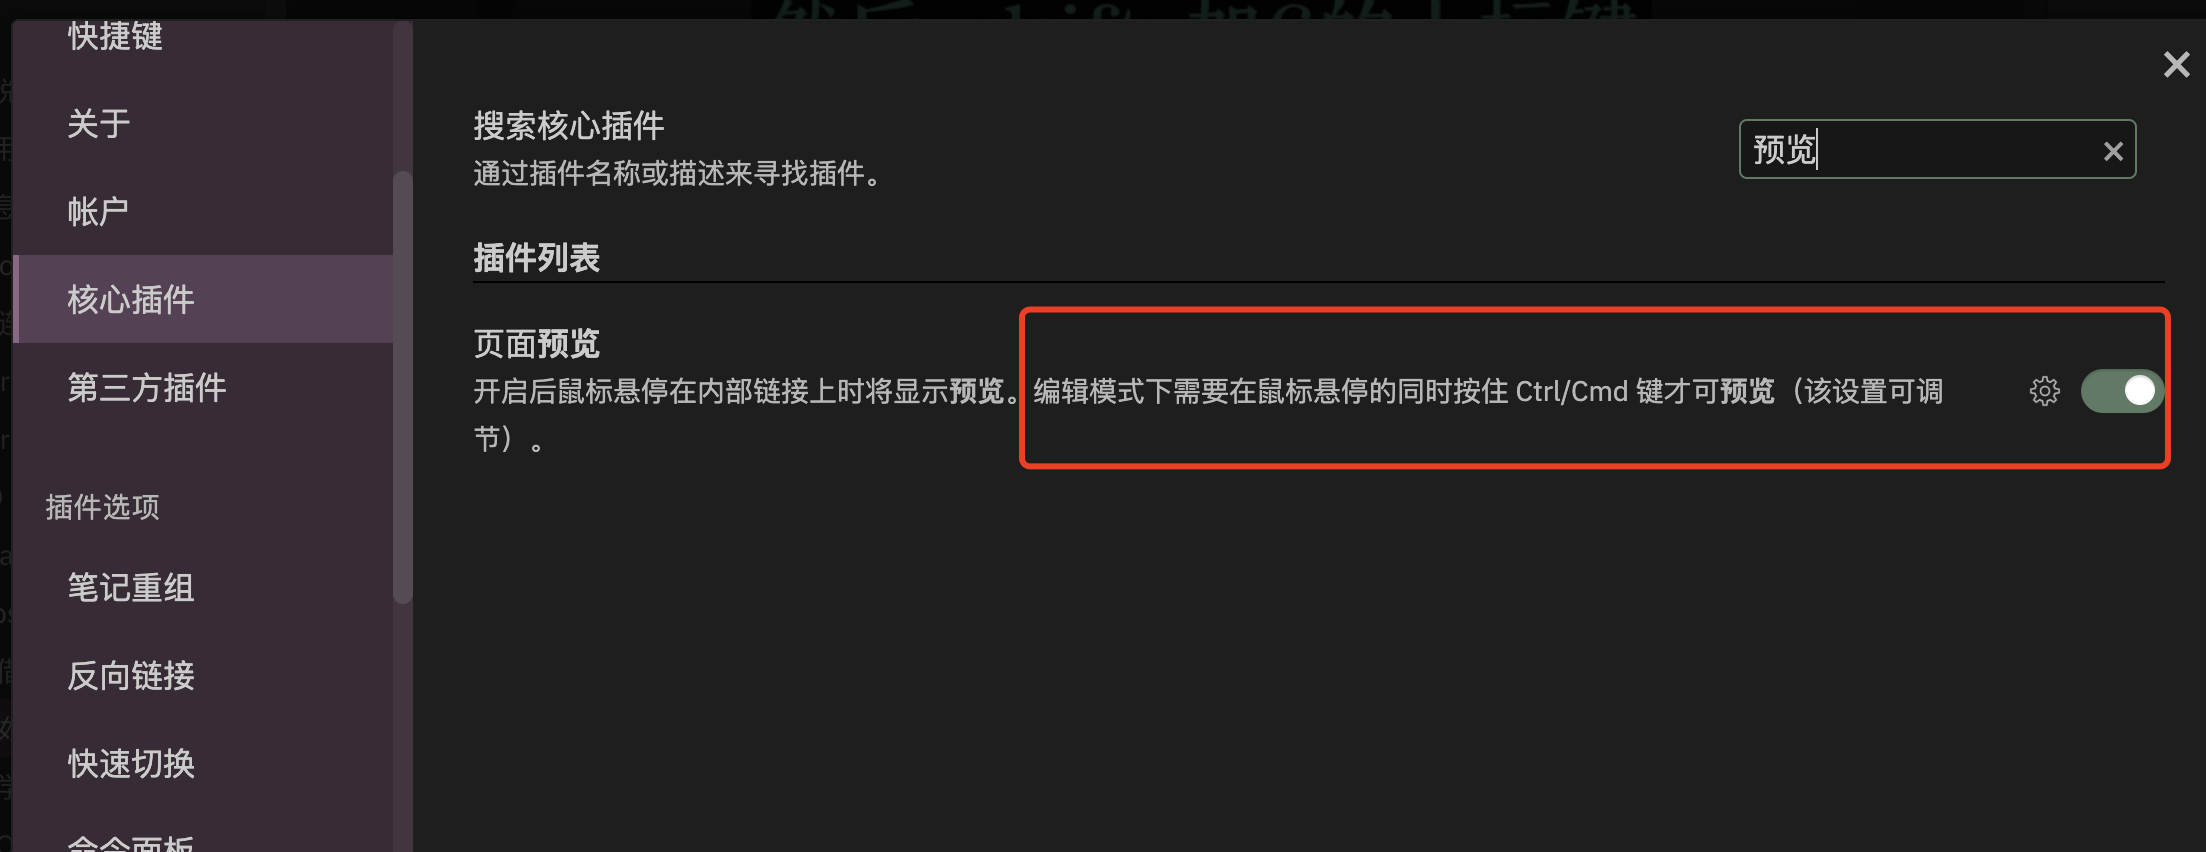 快捷键
关于
帐户
核心插件
第三方插件
插件选项
笔记重组
反向链接
快速切换
命令面板
搜索核心插件
通过插件名称或描述来寻找插件。
预览
插件列表
页面预览
开启后鼠标悬停在内部链接上时将显示预览。编辑模式下需要在鼠标悬停的同时按住 Ctrl/Cmd 键才可预览（该设置可调
节）。